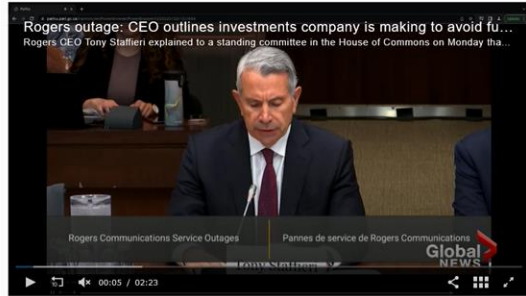 Rogers outage: CEO outlines investments company is making to avoid fu...
Rogers CEO Tony Staffieri explained to a standing committee in the House of Commons on Monday tha...
Rogers Communications Service Outages
Pannes de service de Rogers Communications
Global
NEWS
Tony Staffieri
00:05 / 02:23